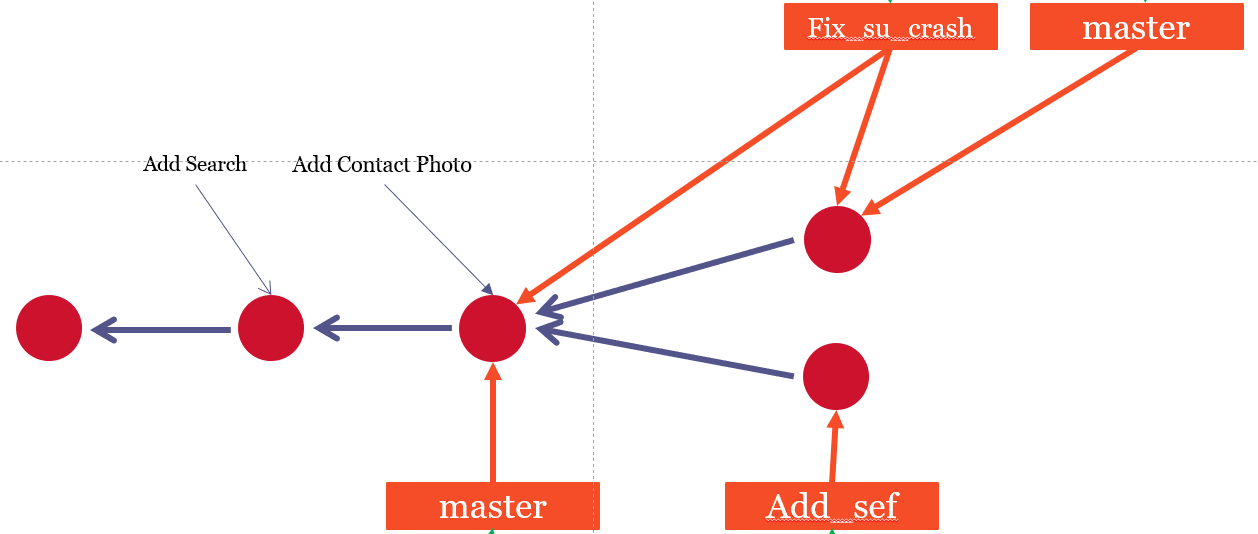 Fix_su_crash
master
Add Search
Add Contact Photo
master
Add_sef